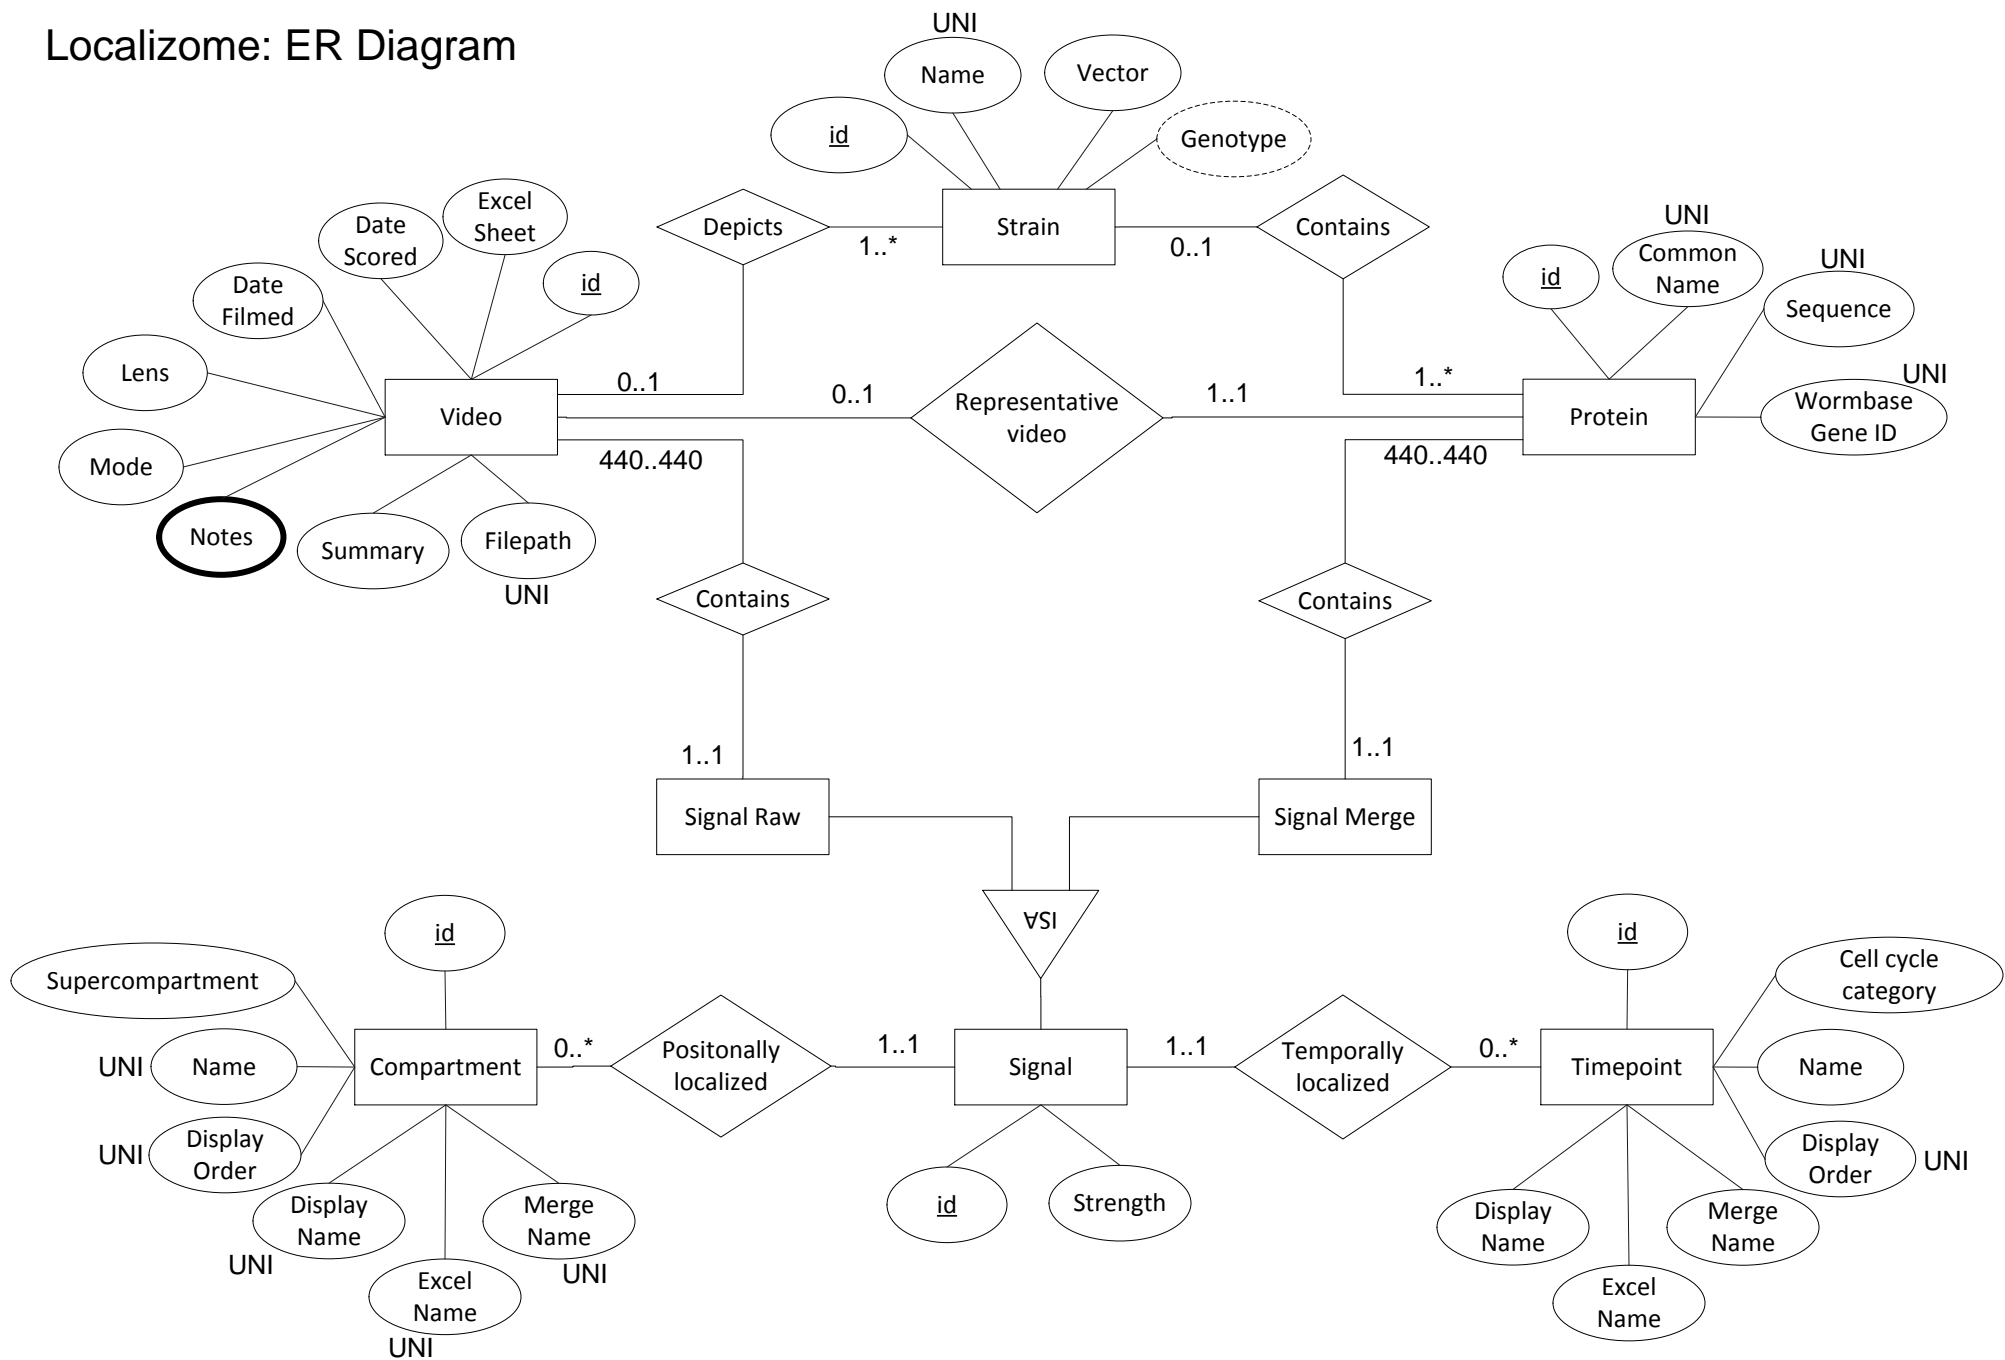 Localizome: ER Diagram
UNI
Name
Vector
id
Genotype
Strain
Depicts
1..*
0..1
Contains
Excel
Sheet
Date
Scored
id
Date
Filmed
Lens
Mode
Notes
Summary
Filepath
UNI
Video
0..1
0..1
Representative
video
1..1
1..*
440..440
440..440
UNI
Common
Name
id
UNI
Sequence
UNI
Wormbase
Gene ID
Protein
Contains
Contains
1..1
1..1
Signal Raw
Signal Merge
ISA
id
Supercompartment
UNI
Name
UNI
Display
Order
Compartment
Display
Name
UNI
Excel
Name
UNI
Merge
Name
UNI
0..*
Positonally
localized
1..1
Signal
id
Strength
1..1
Temporally
localized
0..*
Timepoint
id
Cell cycle
category
Name
Display
Order
UNI
Display
Name
Excel
Name
Merge
Name